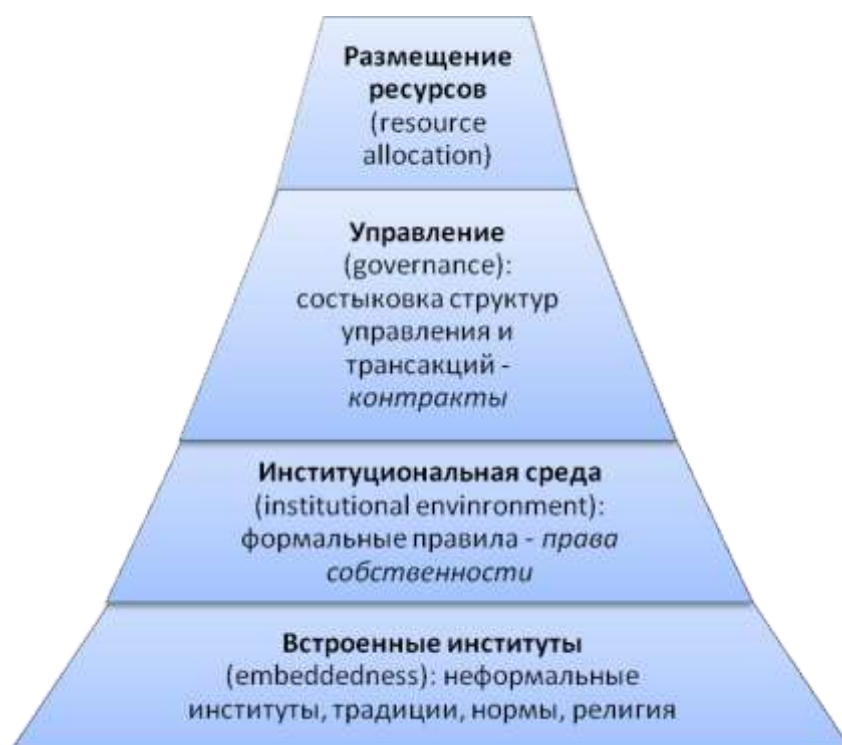 Размещение
ресурсов
(resource
allocation)
Управление
(governance):
состыковка структур
управления и
трансакций -
контракты
Институциональная среда
(institutional envinronment):
формальные правила - права
собственности
Встроенные институты
(embeddedness): неформальные
институты, традиции, нормы, религия